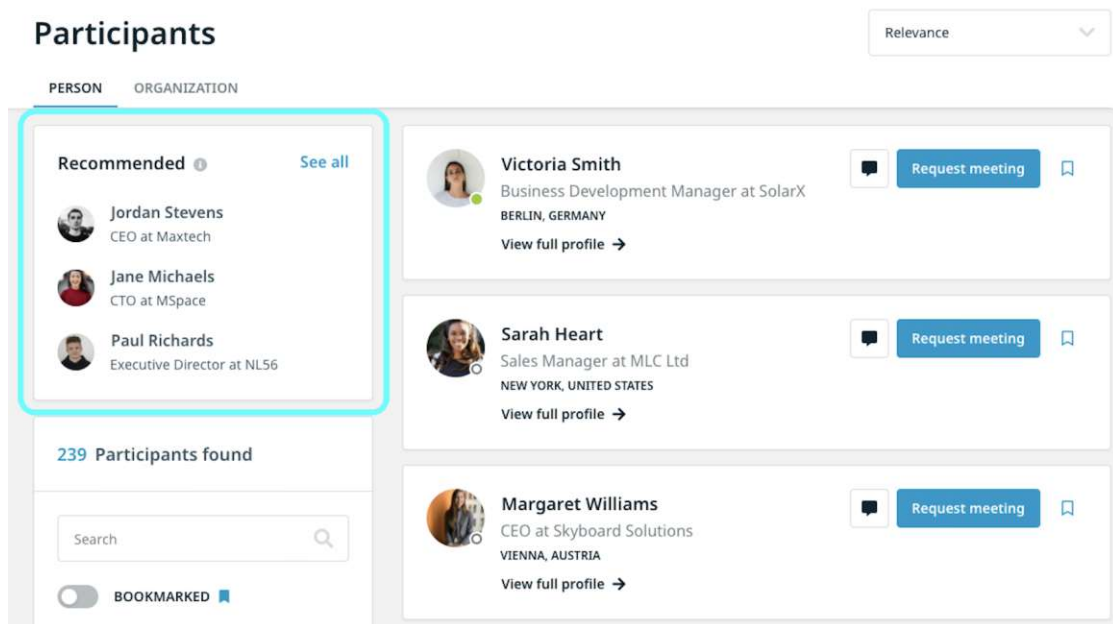 Participants
Relevance
PERSON
ORGANIZATION
Recommended
See all
Jordan Stevens
CEO at Maxtech
Jane Michaels
CTO at MSpace
Paul Richards
Executive Director at NL56
239 Participants found
Search
BOOKMARKED
Victoria Smith
Business Development Manager at SolarX
BERLIN, GERMANY
View full profile →
Request meeting
Sarah Heart
Sales Manager at MLC Ltd
NEW YORK, UNITED STATES
View full profile →
Request meeting
Margaret Williams
CEO at Skyboard Solutions
VIENNA, AUSTRIA
View full profile →
Request meeting